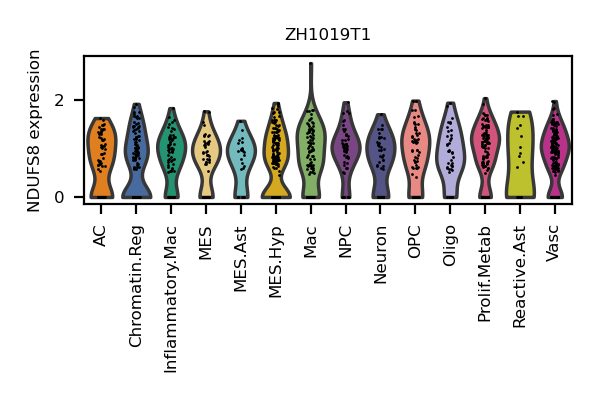 ZH1019T1
NDUFS8 expression
2
0
AC
Chromatin.Reg
Inflammatory.Mac
MES
MES.Ast
MES.Hyp
Mac
NPC
Neuron
OPC
Oligo
Prolif.Metab
Reactive.Ast
Vasc